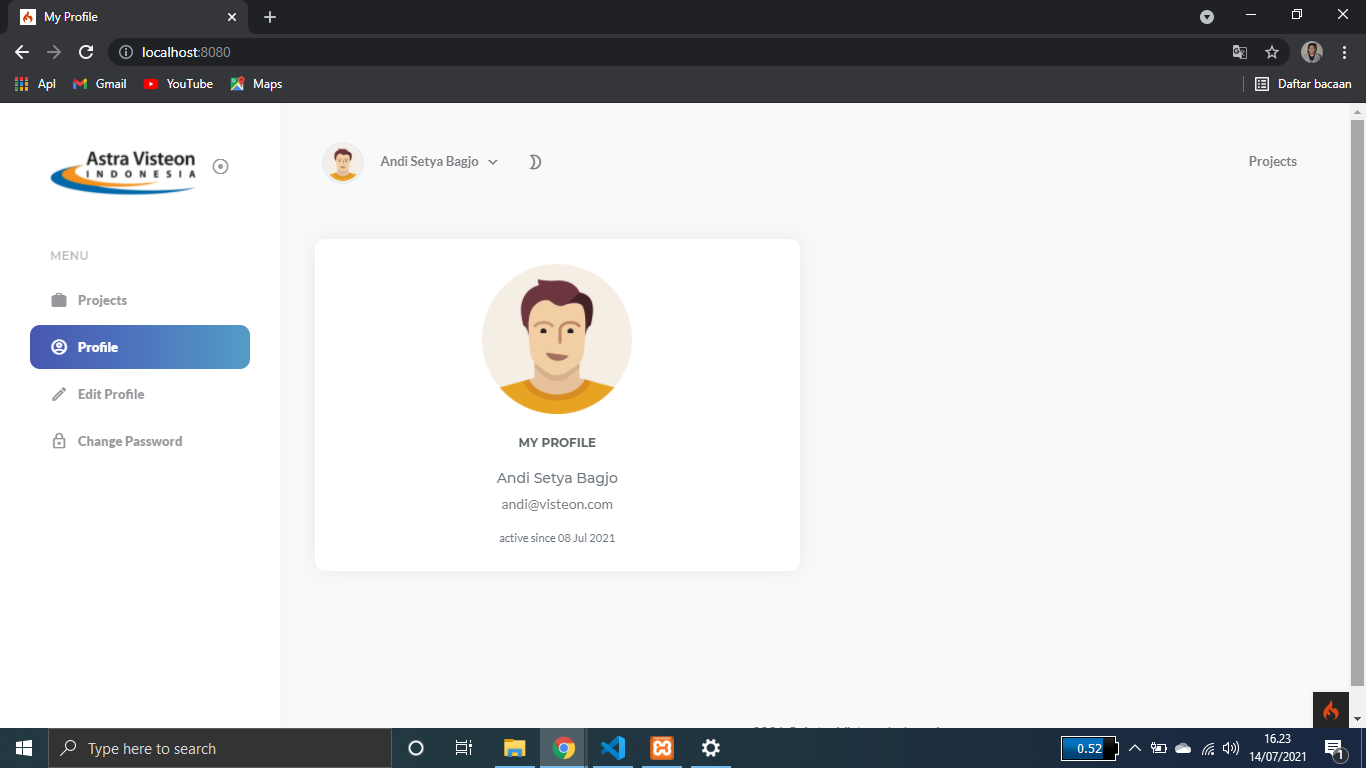 My Profile
localhost:8080
Apl Gmail YouTube Maps Daftar bacaan
Astra Visteon
INDONESIA
Andi Setya Bagjo
Projects
MENU
Projects
Profile
Edit Profile
Change Password
MY PROFILE
Andi Setya Bagjo
andi@visteon.com
active since 08 Jul 2021
Type here to search
0.52
16.23
14/07/2021
1